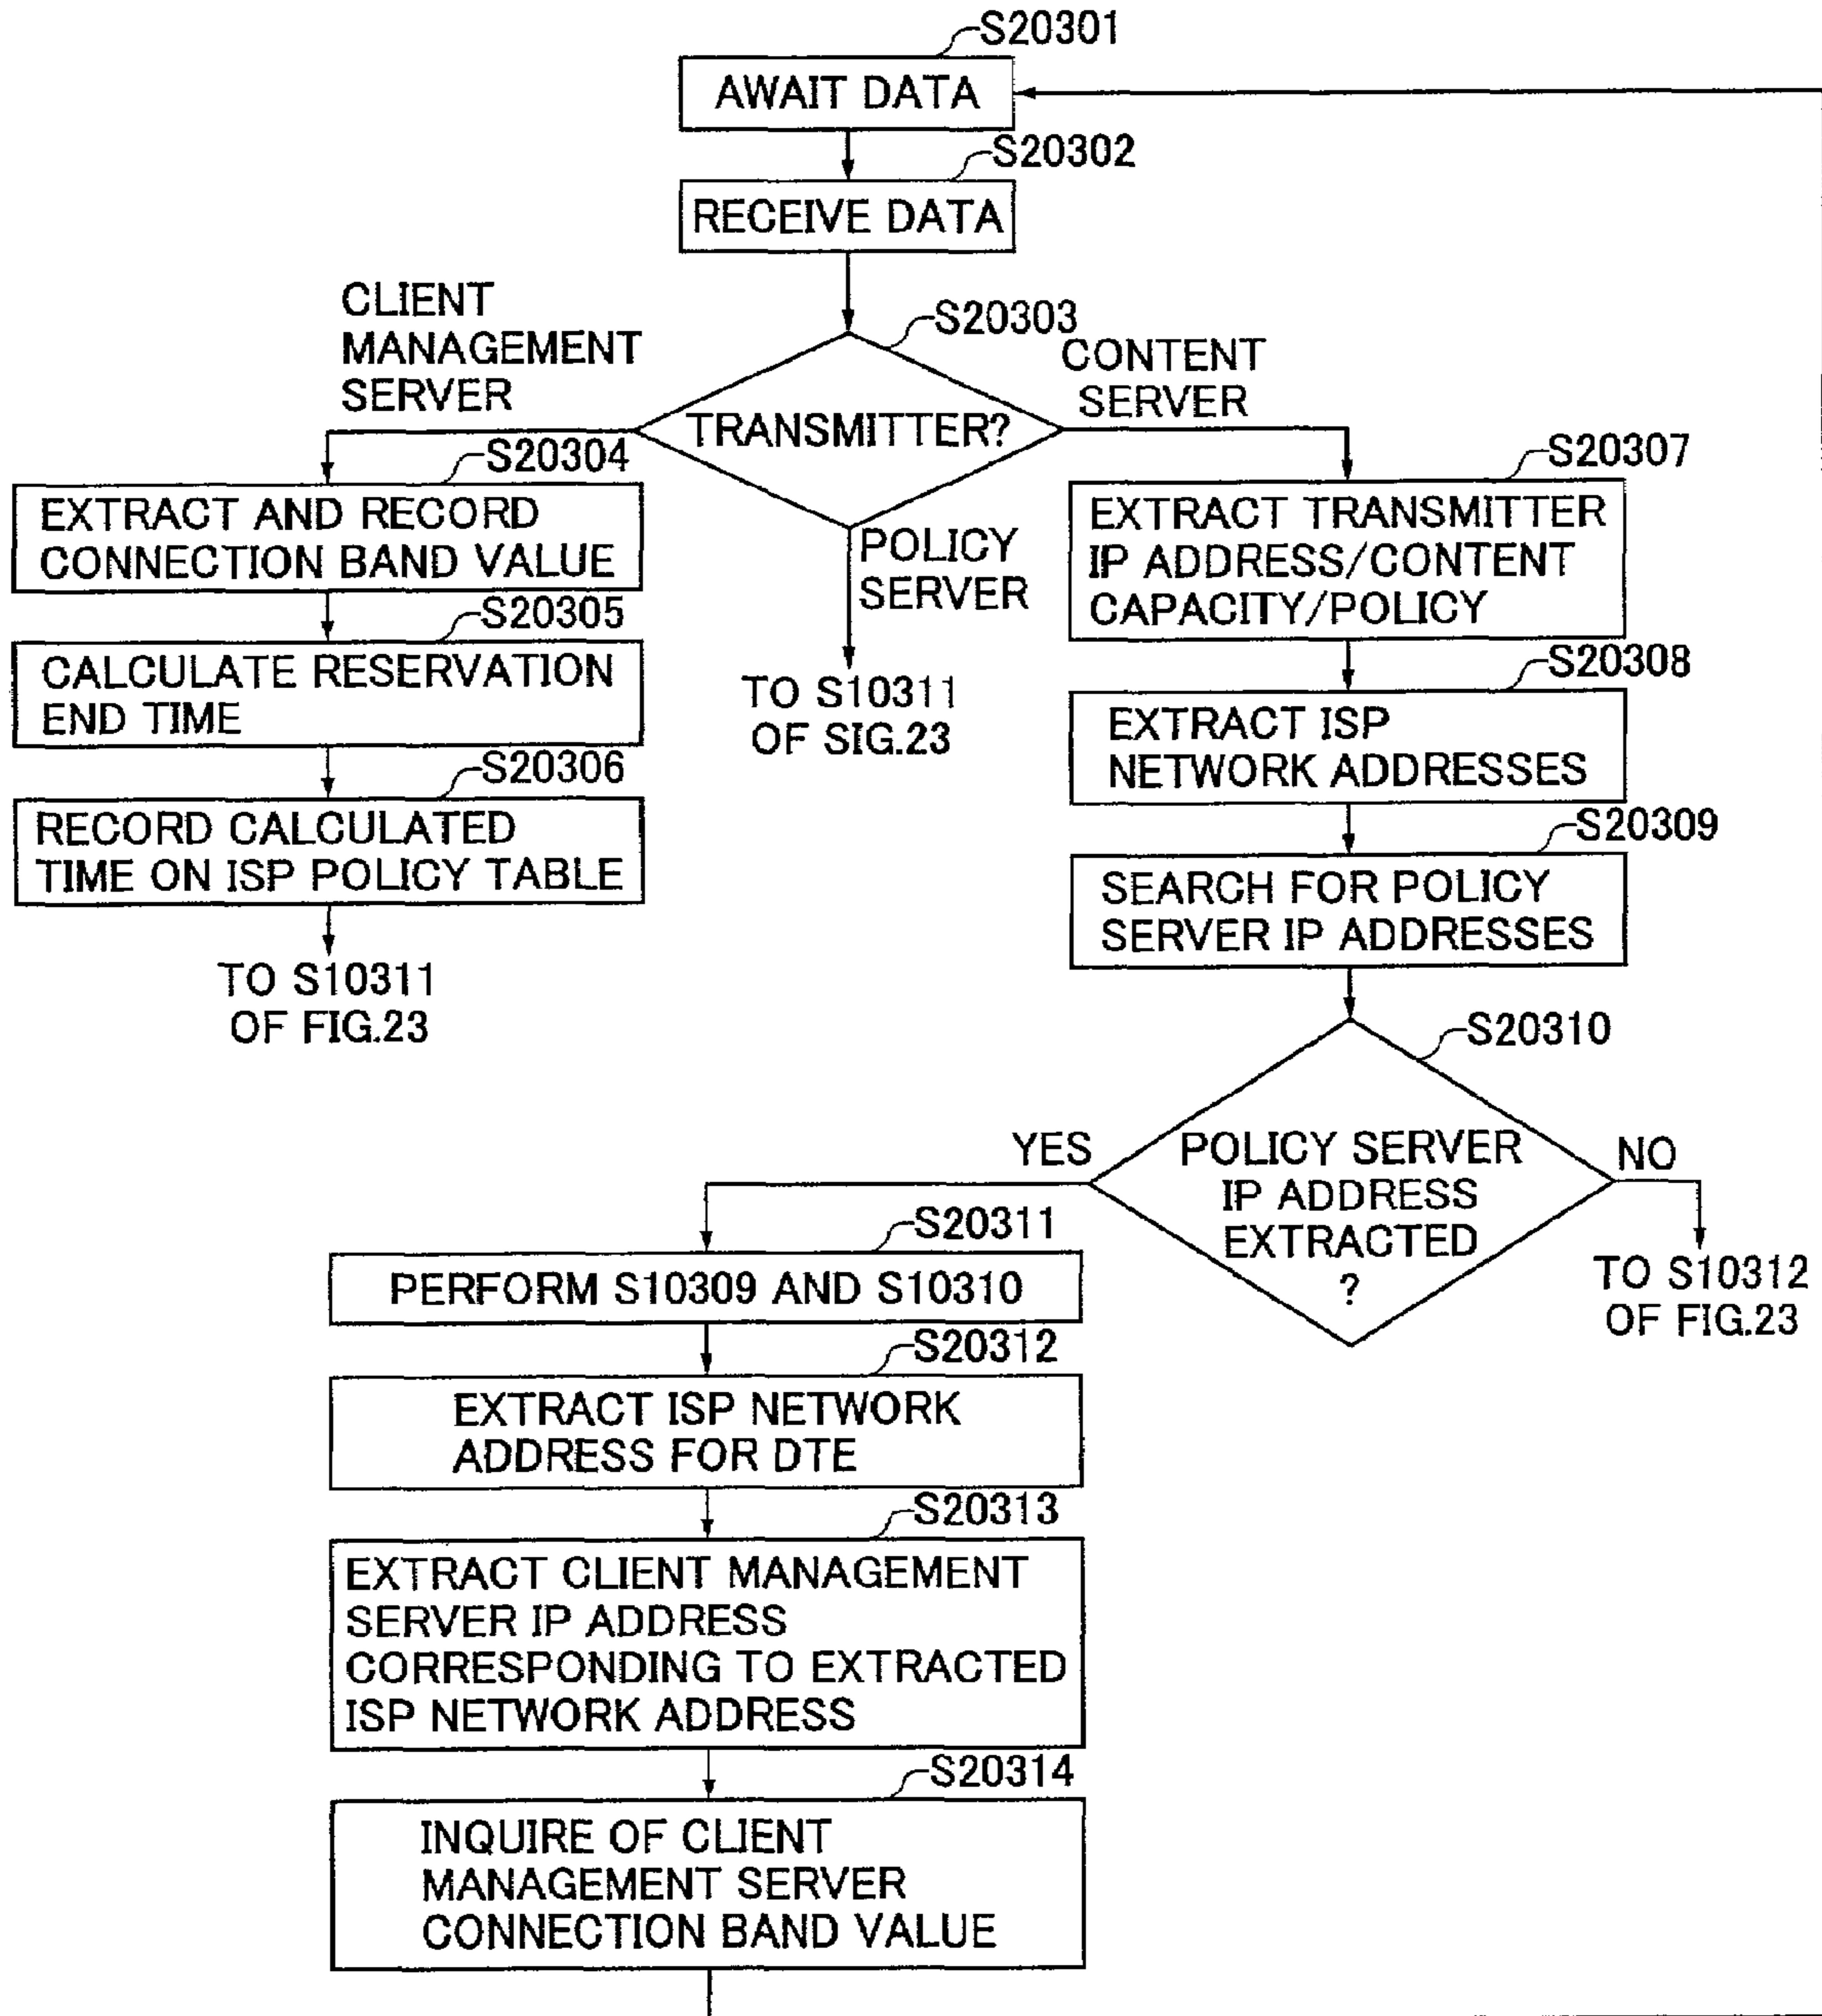 S20301
AWAIT DATA
S20302
RECEIVE DATA
CLIENT
MANAGEMENT
SERVER
S20303
TRANSMITTER?
CONTENT
SERVER
POLICY
SERVER
TO S10311
OF SIG.23
S20304
EXTRACT AND RECORD
CONNECTION BAND VALUE
S20305
CALCULATE RESERVATION
END TIME
S20306
RECORD CALCULATED
TIME ON ISP POLICY TABLE
TO S10311
OF FIG.23
S20307
EXTRACT TRANSMITTER
IP ADDRESS/CONTENT
CAPACITY/POLICY
S20308
EXTRACT ISP
NETWORK ADDRESSES
S20309
SEARCH FOR POLICY
SERVER IP ADDRESSES
S20310
POLICY SERVER
IP ADDRESS
EXTRACTED
?
YES
NO
TO S10312
OF FIG.23
S20311
PERFORM S10309 AND S10310
S20312
EXTRACT ISP NETWORK
ADDRESS FOR DTE
S20313
EXTRACT CLIENT MANAGEMENT
SERVER IP ADDRESS
CORRESPONDING TO EXTRACTED
ISP NETWORK ADDRESS
S20314
INQUIRE OF CLIENT
MANAGEMENT SERVER
CONNECTION BAND VALUE